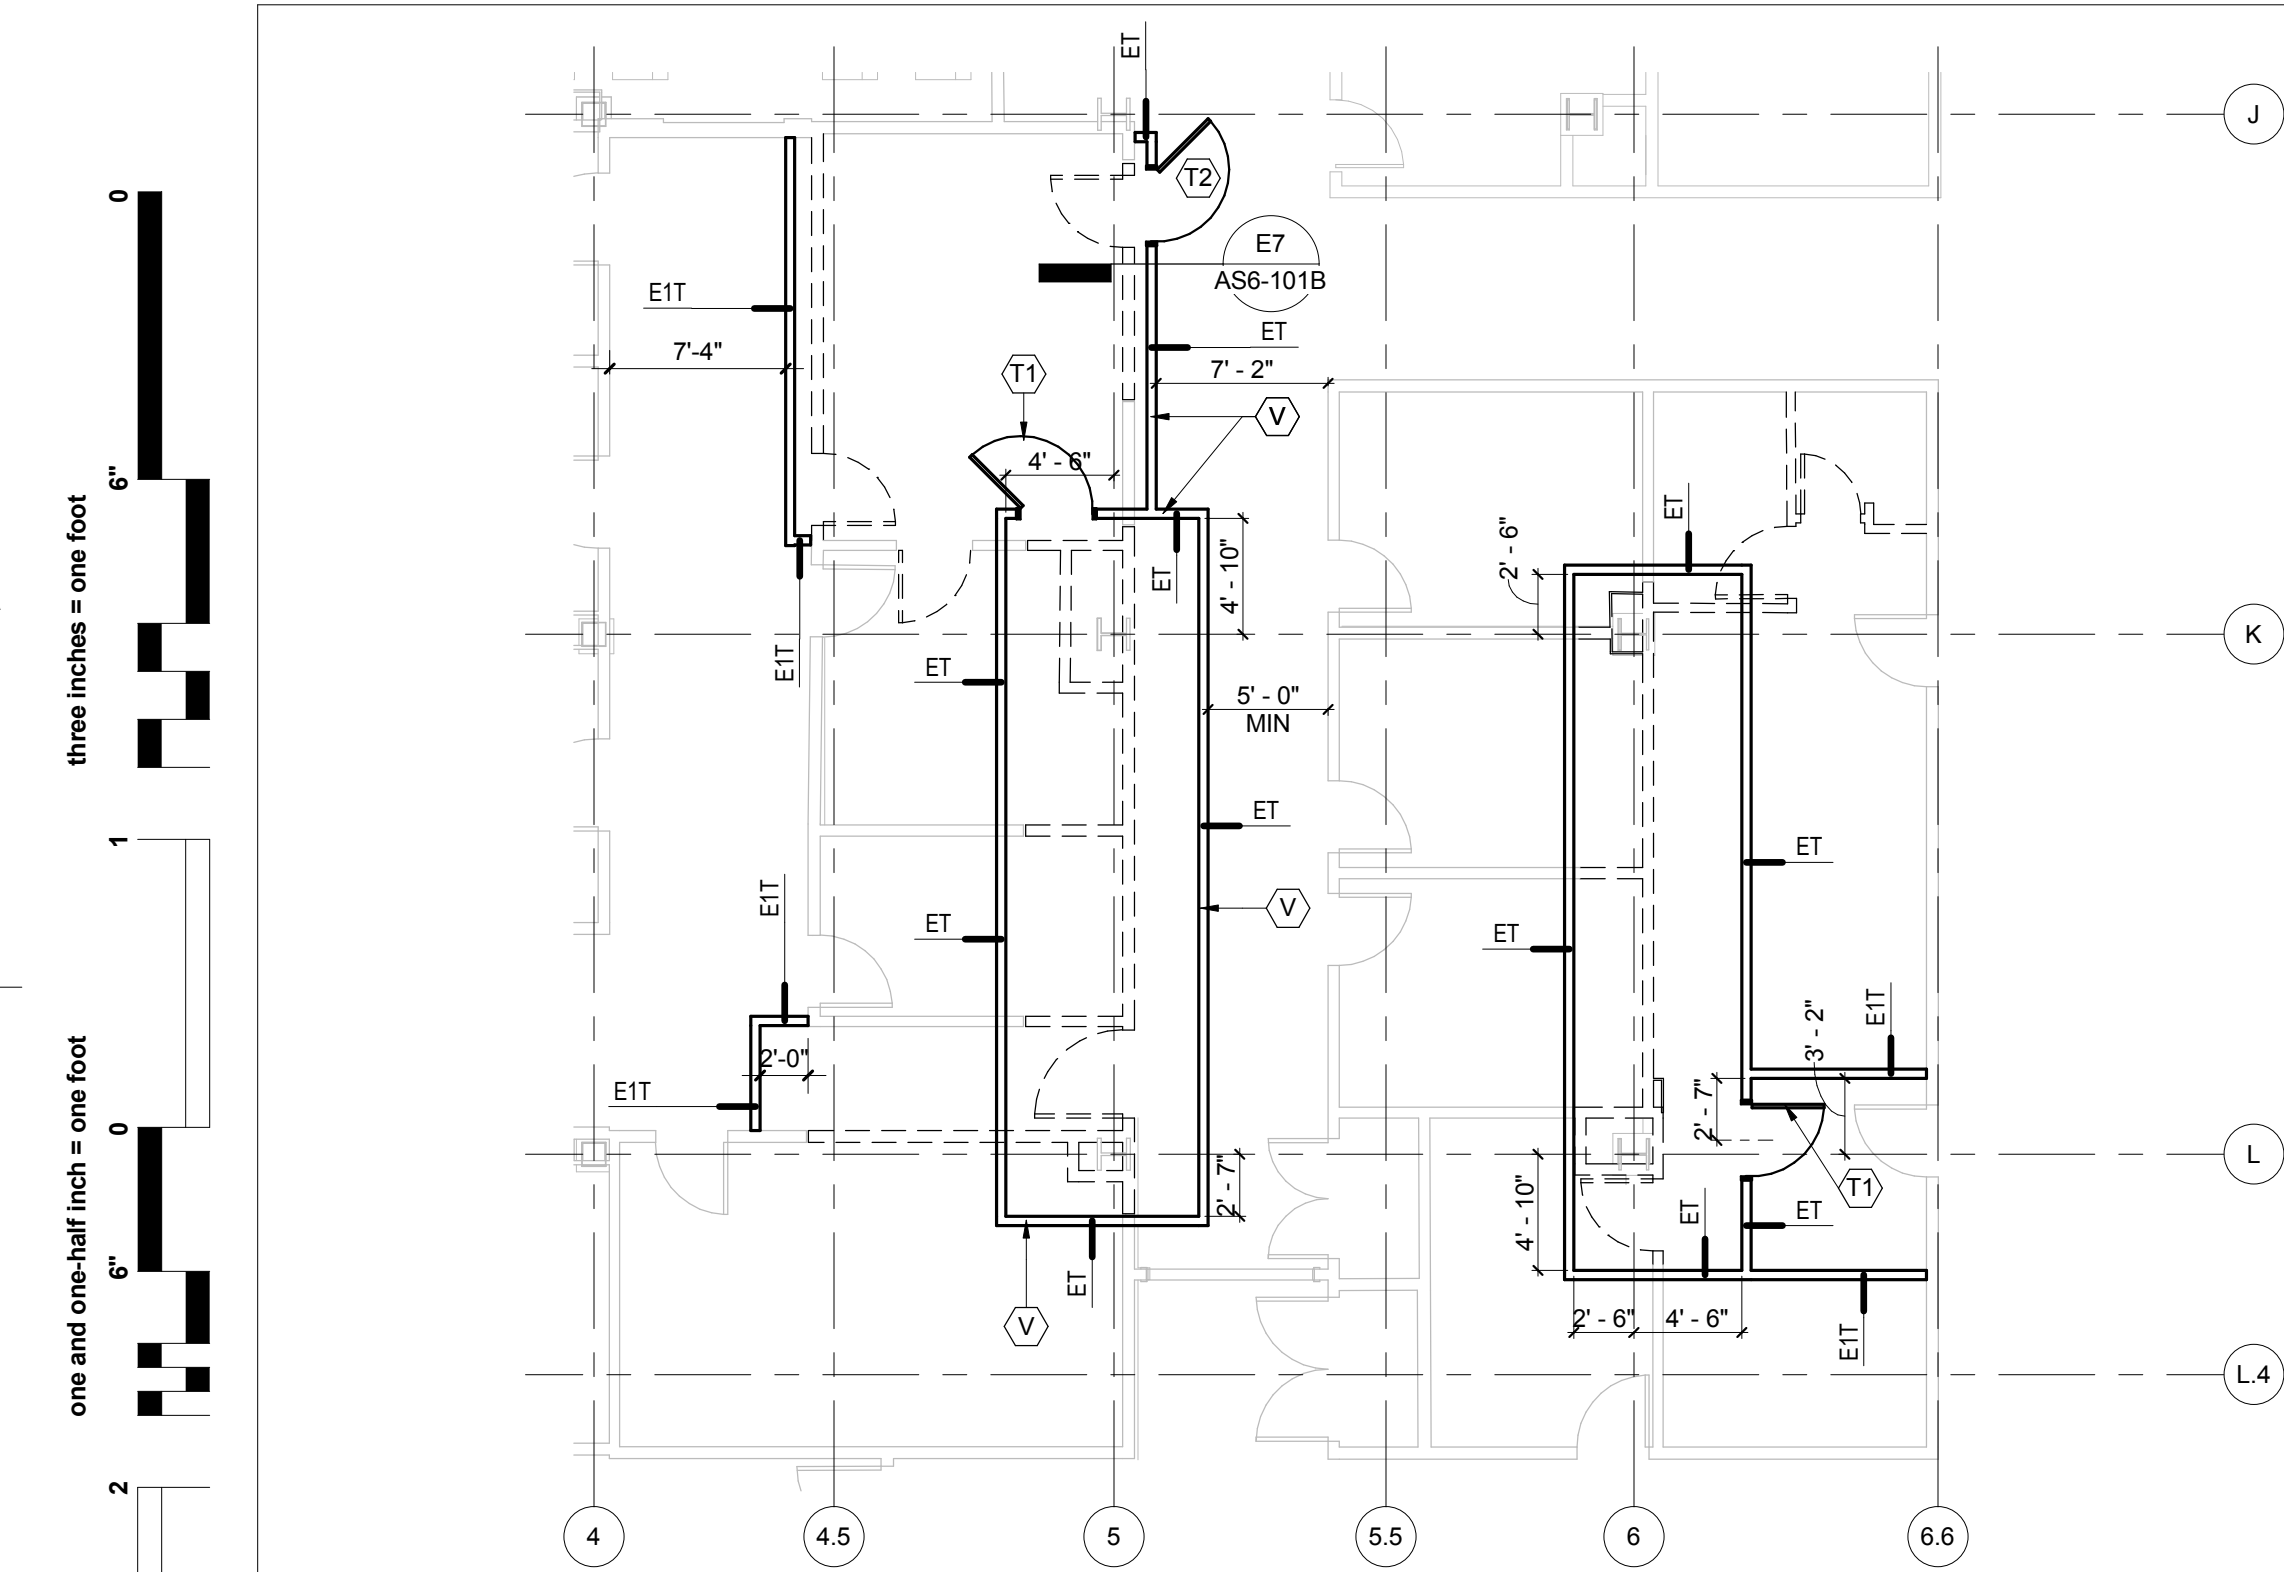 ET
J
T2
0
E7
AS6-101B
E1T
ET
7'-4"
7' - 2"
T1
V
4' - 6"
6"
three inches = one foot
ET
2' - 6"
4' - 10"
ET
K
E1T
ET
5' - 0"
MIN
ET
1
ET
E1T
V
ET
ET
E1T
3' - 2"
2'-0"
E1T
2' - 7"
one and one-half inch = one foot
0
L
2' - 7"
T1
4' - 10"
ET
ET
6"
ET
V
2' - 6"
4' - 6"
E1T
L.4
2
4
4.5
5
5.5
6
6.6